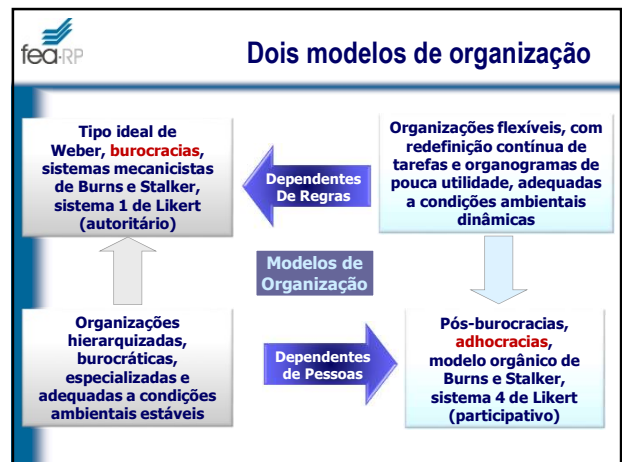 fea-RP
Dois modelos de organização
Tipo ideal de
Weber, burocracias,
sistemas mecanicistas
de Burns e Stalker,
sistema 1 de Likert
(autoritário)
Dependentes
De Regras
Organizações flexíveis, com
redefinição contínua de
tarefas e organogramas de
pouca utilidade, adequadas
a condições ambientais
dinâmicas
Modelos de
Organização
Organizações
hierarquizadas,
burocráticas,
especializadas e
adequadas a condições
ambientais estáveis
Dependentes
de Pessoas
Pós-burocracias,
adhocracias,
modelo orgânico de
Burns e Stalker,
sistema 4 de Likert
(participativo)